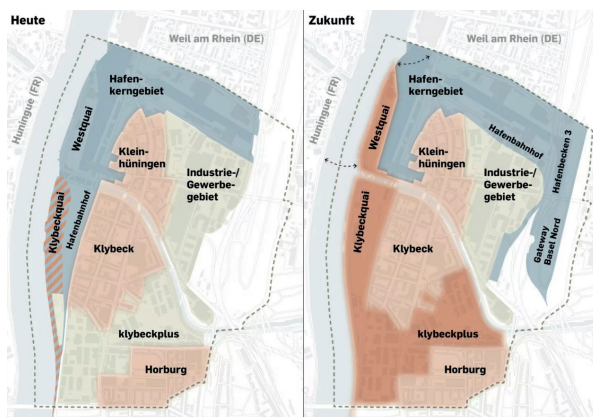 Heute
Weil am Rhein (DE)
Huningue (FR)
Hafen-
kerngebiet
Westquai
Klein-
hüningen
Industrie-/
Gewerbe-
gebiet
Klybeckquai
Hafenbahnhof
Klybeck
klybeckplus
Horburg
Zukunft
Weil am Rhein (DE)
Huningue (FR)
Hafen-
kerngebiet
Westquai
Klein-
hüningen
Hafenbahnhof
Hafenbecken 3
Industrie-/
Gewerbe-
gebiet
Klybeckquai
Klybeck
Gateway
Basel Nord
klybeckplus
Horburg